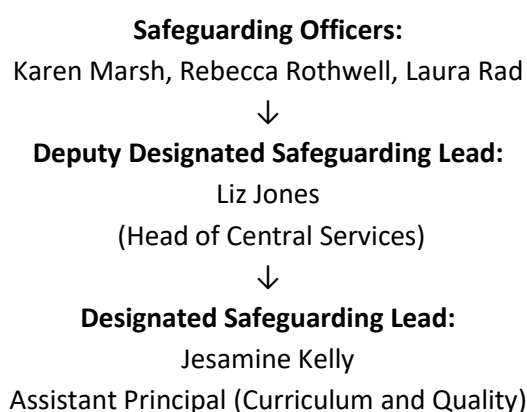 Safeguarding Officers:
Karen Marsh, Rebecca Rothwell, Laura Rad
↓
Deputy Designated Safeguarding Lead:
Liz Jones
(Head of Central Services)
↓
Designated Safeguarding Lead:
Jesamine Kelly
Assistant Principal (Curriculum and Quality)